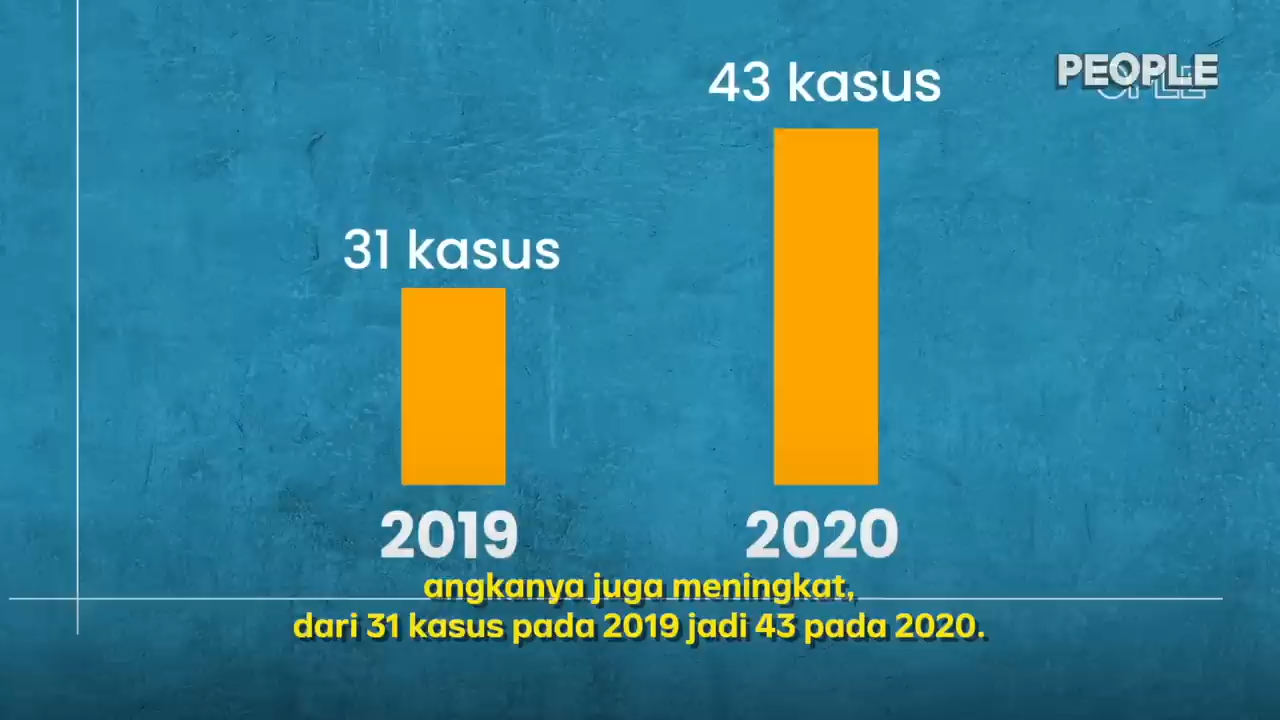 PEOPLE
43 kasus
31 kasus
2019 2020
angkanya juga meningkat,
dari 31 kasus pada 2019 jadi 43 pada 2020.